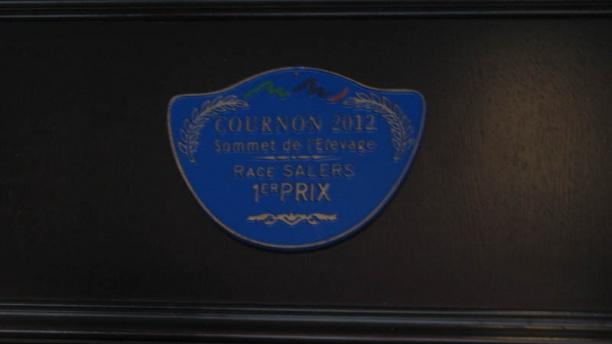 COURNON 2012
Sommet de l'Elevage
RACE SALERS
1ER PRIX